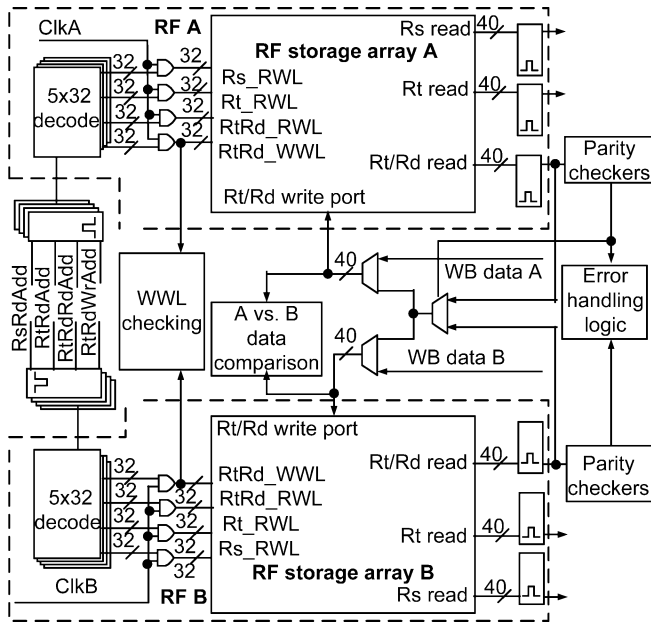 ClkA
RF A
32
32
32
32
5x32
decode
32
32
32
32
RF storage array A
Rs_RWL
Rt_RWL
RtRd_RWL
RtRd_WWL
Rt/Rd write port
Rs read
40
Rt read
40
Rt/Rd read
40
Parity
checkers
RsRdAdd
RtRdAdd
RtRdRdAdd
RtRdWrAdd
WWL
checking
A vs. B
data
comparison
40
40
WB data A
WB data B
Error
handling
logic
Rt/Rd write port
RtRd_WWL
RtRd_RWL
Rt_RWL
Rs_RWL
RF storage array B
Rt/Rd read
40
Rt read
40
Rs read
40
Parity
checkers
5x32
decode
32
32
32
32
32
32
32
32
ClkB
RF B